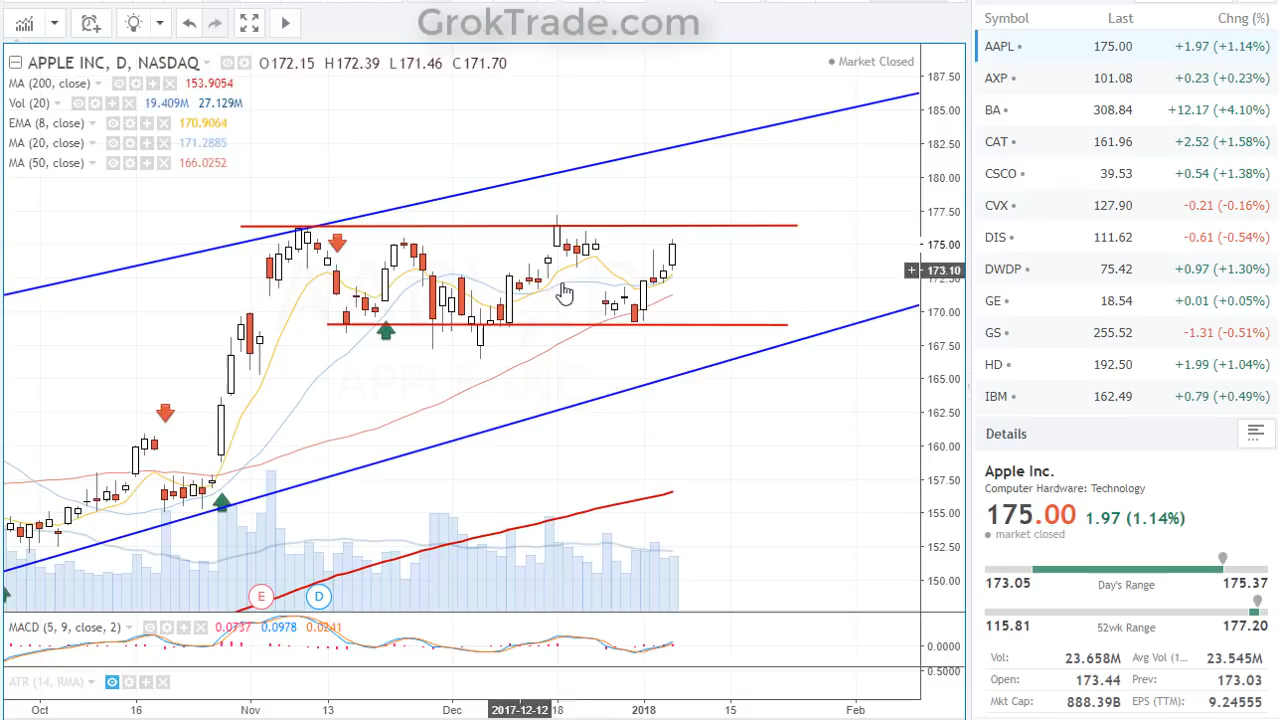 GrokTrade.com
APPLE INC, D, NASDAQ O172.15 H172.39 L171.46 C171.70
Market Closed
MA (200, close) 153.9054
Vol (20) 19.409M 27.129M
EMA (8, close) 170.9064
MA (20, close) 171.2885
MA (50, close) 166.0252
187.50
185.00
182.50
180.00
177.50
175.00
173.10
170.00
167.50
165.00
162.50
160.00
157.50
155.00
152.50
150.00
APPLE INC
E D
MACD (5, 9, close, 2) 0.0737 0.0978 0.0241
0.0000
ATR (14, RMA)
0.5000
Oct Nov 13 Dec 2017-12-12 18 2018 15 Feb
Symbol Last Chng (%)
AAPL 175.00 +1.97 (+1.14%)
AXP 101.08 +0.23 (+0.23%)
BA 308.84 +12.17 (+4.10%)
CAT 161.96 +2.52 (+1.58%)
CSCO 39.53 +0.54 (+1.38%)
CVX 127.90 -0.21 (-0.16%)
DIS 111.62 -0.61 (-0.54%)
DWDP 75.42 +0.97 (+1.30%)
GE 18.54 +0.01 (+0.05%)
GS 255.52 -1.31 (-0.51%)
HD 192.50 +1.99 (+1.04%)
IBM 162.49 +0.79 (+0.49%)
Details
Apple Inc.
Computer Hardware: Technology
175.00 1.97 (1.14%)
market closed
173.05 Day's Range 175.37
115.81 52wk Range 177.20
Vol: 23.658M Avg Vol (1... 23.545M
Open: 173.44 Prev: 173.03
Mkt Cap: 888.39B EPS (TTM): 9.24555